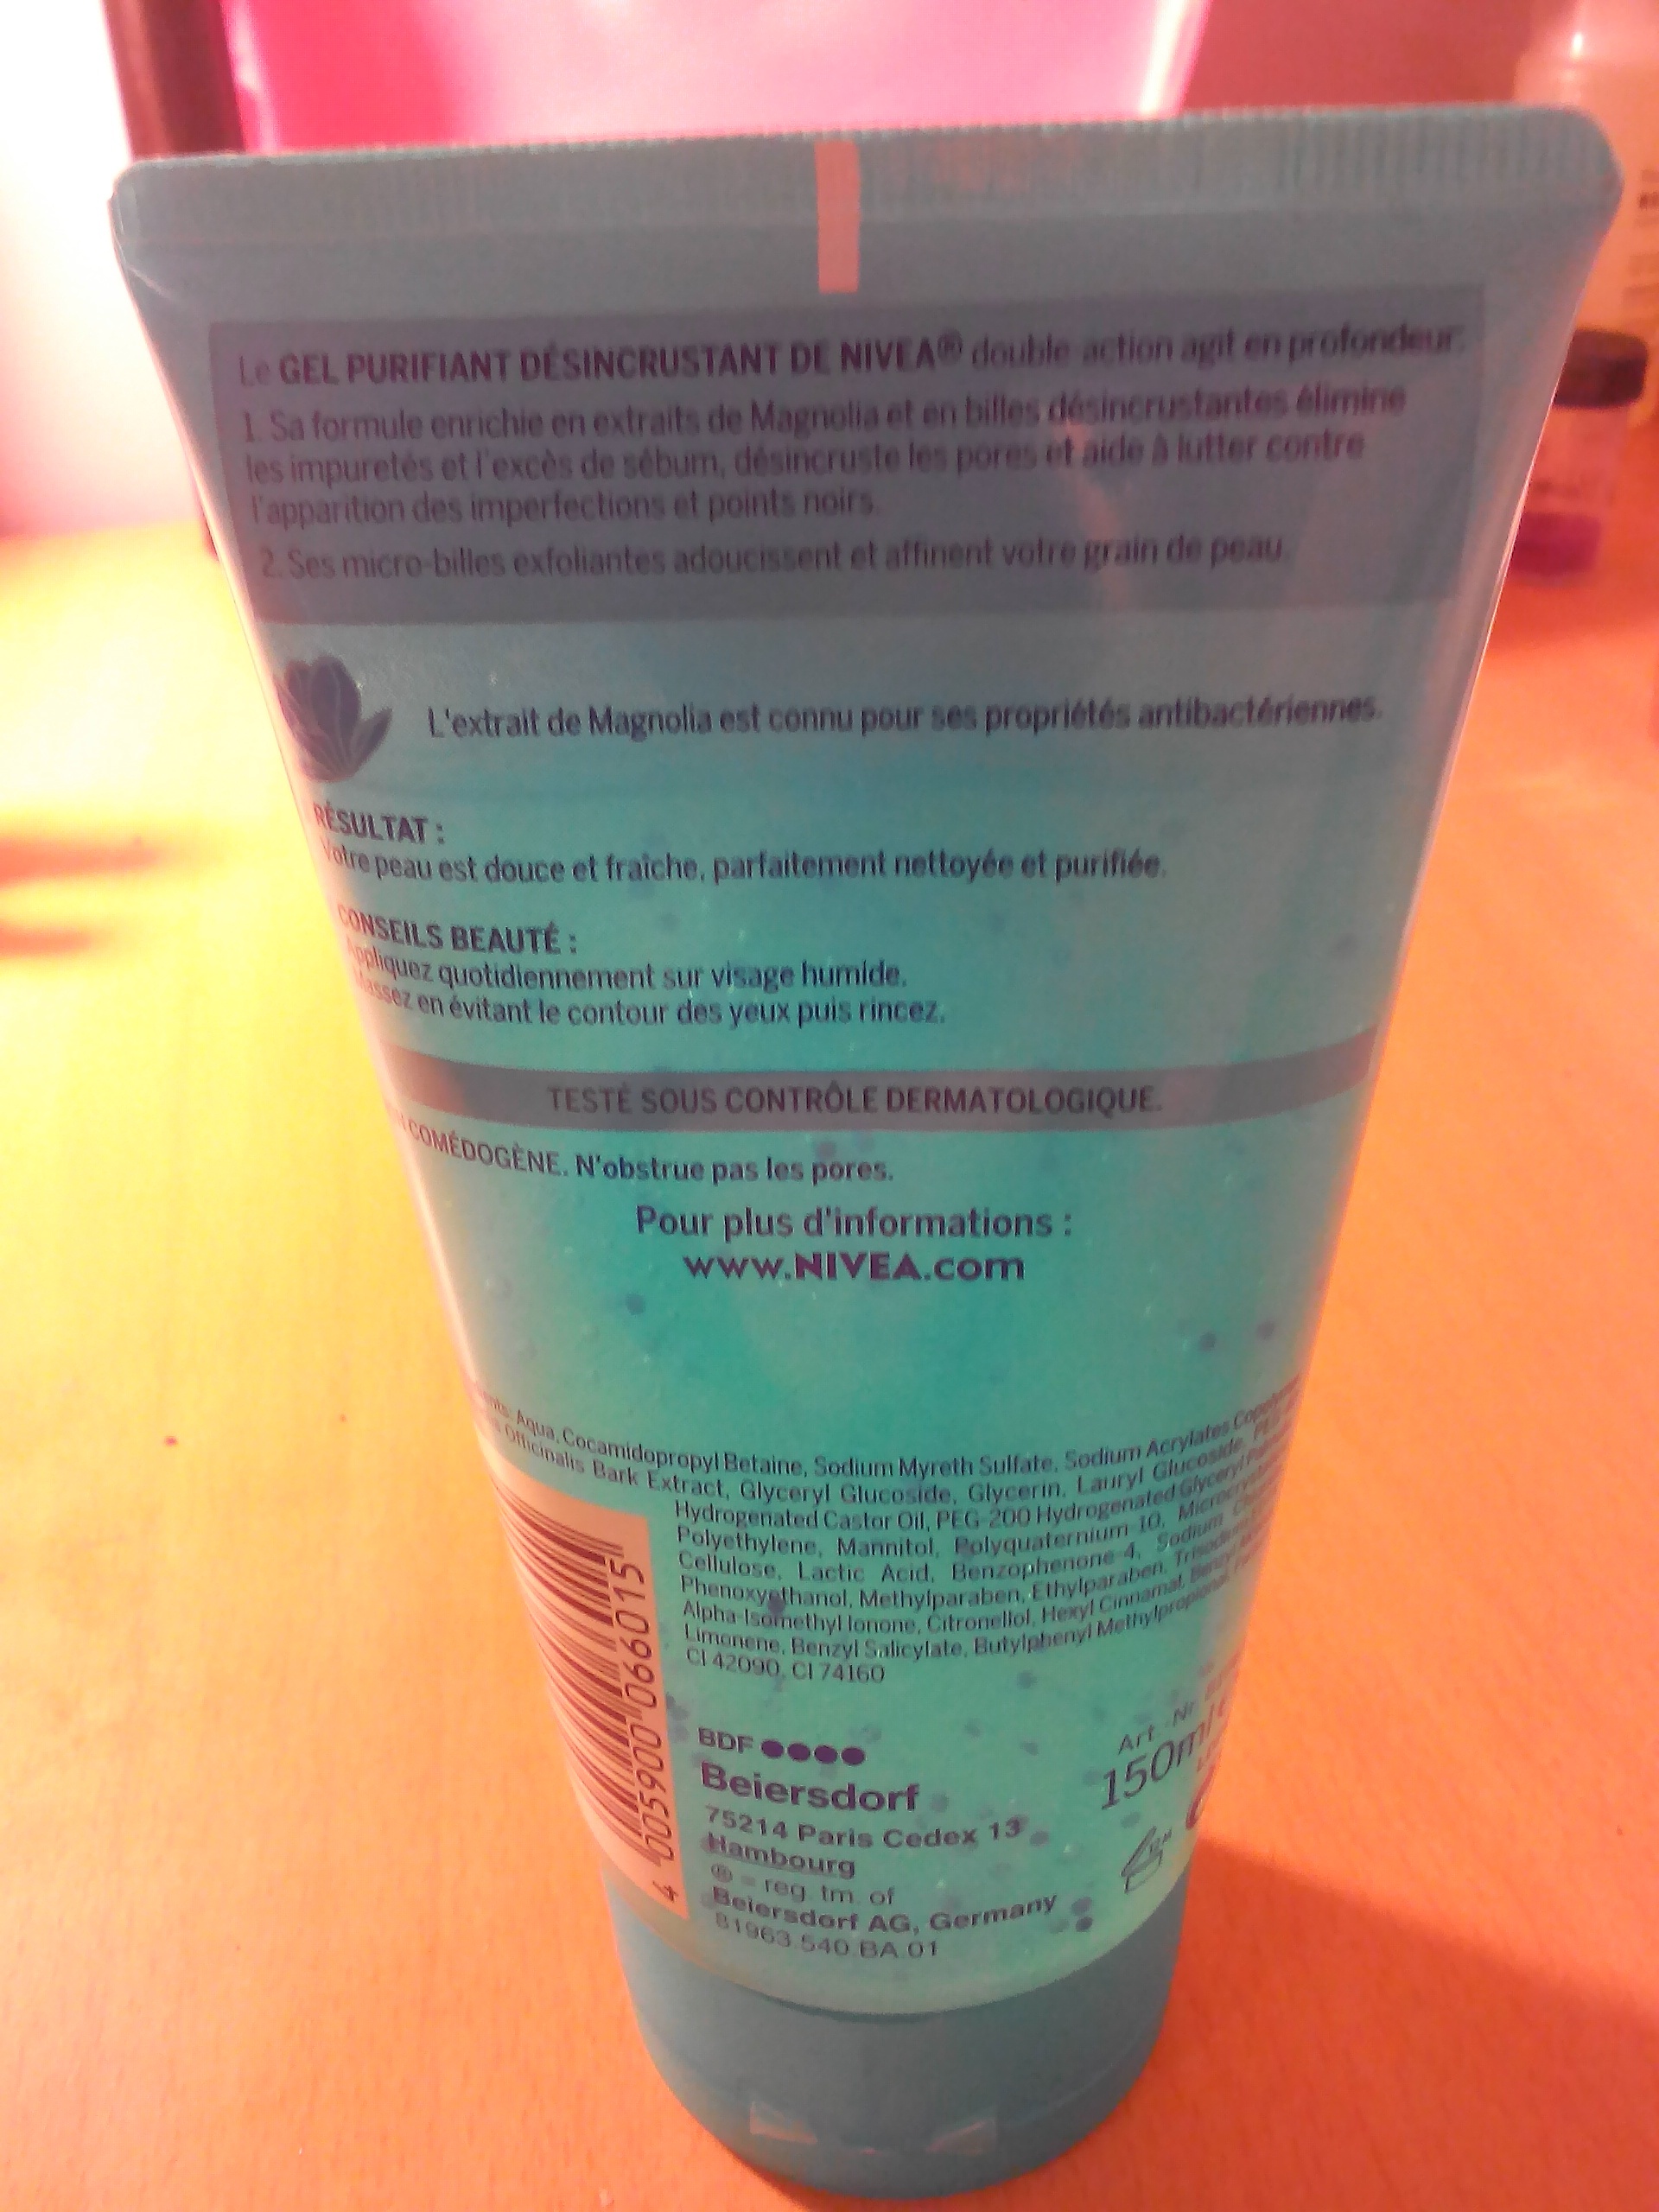 Le GEL PURIFIANT DÉSINCRUSTANT DE NIVEA® double action agit en profondeur:
1. Sa formule enrichie en extraits de Magnolia et en billes désincrustantes élimine
les impuretés et l'excès de sébum, désincruste les pores et aide à lutter contre
l'apparition des imperfections et points noirs.
2. Ses micro-billes exfoliantes adoucissent et affinent votre grain de peau.
L'extrait de Magnolia est connu pour ses propriétés antibactériennes.
RÉSULTAT :
Votre peau est douce et fraîche, parfaitement nettoyée et purifiée.
CONSEILS BEAUTÉ :
Appliquez quotidiennement sur visage humide.
Massez en évitant le contour des yeux puis rincez.
TESTÉ SOUS CONTRÔLE DERMATOLOGIQUE.
COMÉDOGÈNE. N'obstrue pas les pores.
Pour plus d'informations :
www.NIVEA.com
Aqua, Cocamidopropyl Betaine, Sodium Myreth Sulfate, Sodium Acrylates
Officinalis Bark Extract, Glyceryl Glucoside, Glycerin, Lauryl Glucoside,
Hydrogenated Castor Oil, PEG-200 Hydrogenated Glyceryl
Polyethylene, Mannitol, Polyquaternium-10,
Cellulose, Lactic Acid, Benzophenone-4, Sodium
Phenoxyethanol, Methylparaben, Ethylparaben,
Alpha-Isomethyl Ionone, Citronellol, Hexyl Cinnamal,
Limonene, Benzyl Salicylate, Butylphenyl Methylpropional,
CI 42090, CI 74160
4 005900 066015
BDF ●●●●
Beiersdorf
75214 Paris Cedex 13
Hambourg
® = reg. tm. of
Beiersdorf AG, Germany
81963.540.BA.01
Art.-Nr.
150ml